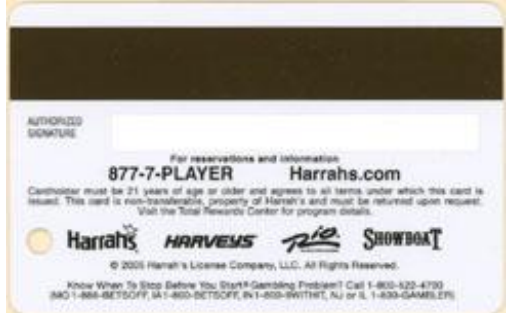 AUTHORIZED
SIGNATURE
For reservations and information
877-7-PLAYER Harrahs.com
Cardholder must be 21 years of age or older and agrees to all terms under which this card is
issued. This card is non-transferable, property of Harrah's and must be returned upon request.
Visit the Total Rewards Center for program details.
Harrah's HARVEYS Rio SHOWBOAT
© 2005 Harrah's License Company, LLC. All Rights Reserved.
Know When To Stop Before You Start.® Gambling Problem? Call 1-800-522-4700
(MO 1-888-BETSOFF, IA 1-800-BETSOFF, IN 1-800-9WITHIT, NJ or IL 1-800-GAMBLER)